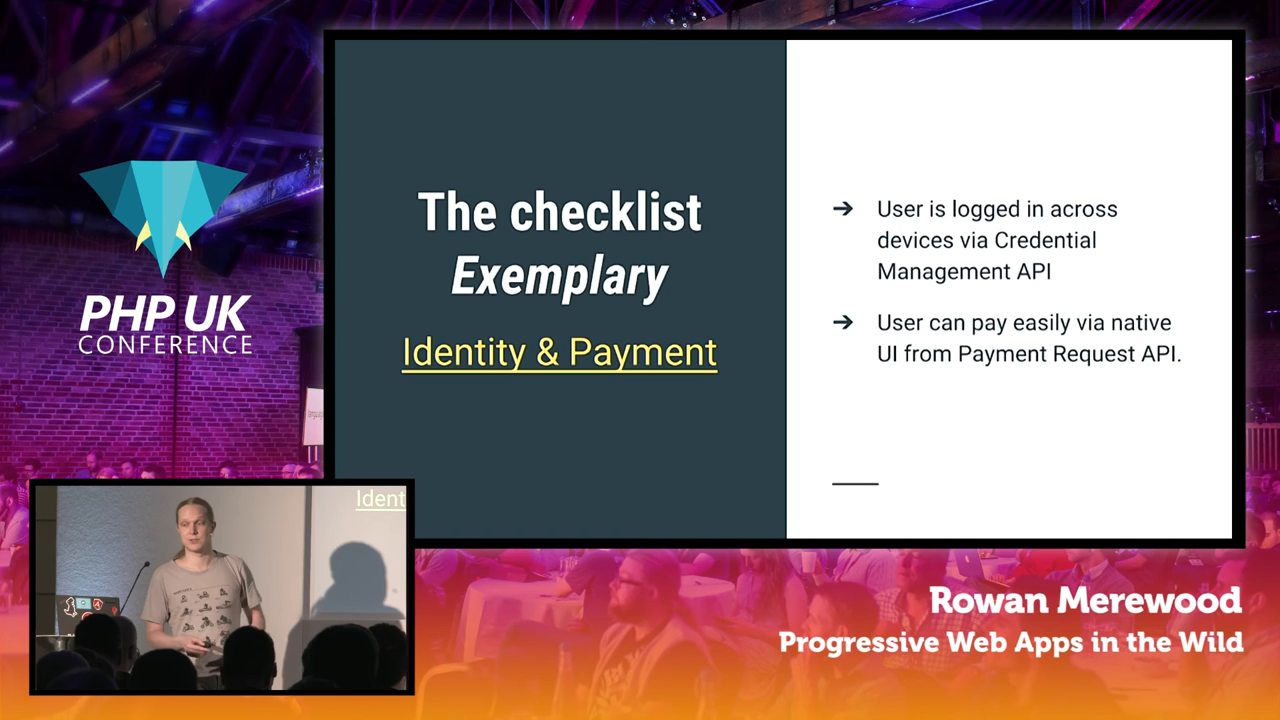 PHP UK
CONFERENCE
The checklist
Exemplary
Identity & Payment
➔ User is logged in across
devices via Credential
Management API
➔ User can pay easily via native
UI from Payment Request API.
Ident
Rowan Merewood
Progressive Web Apps in the Wild